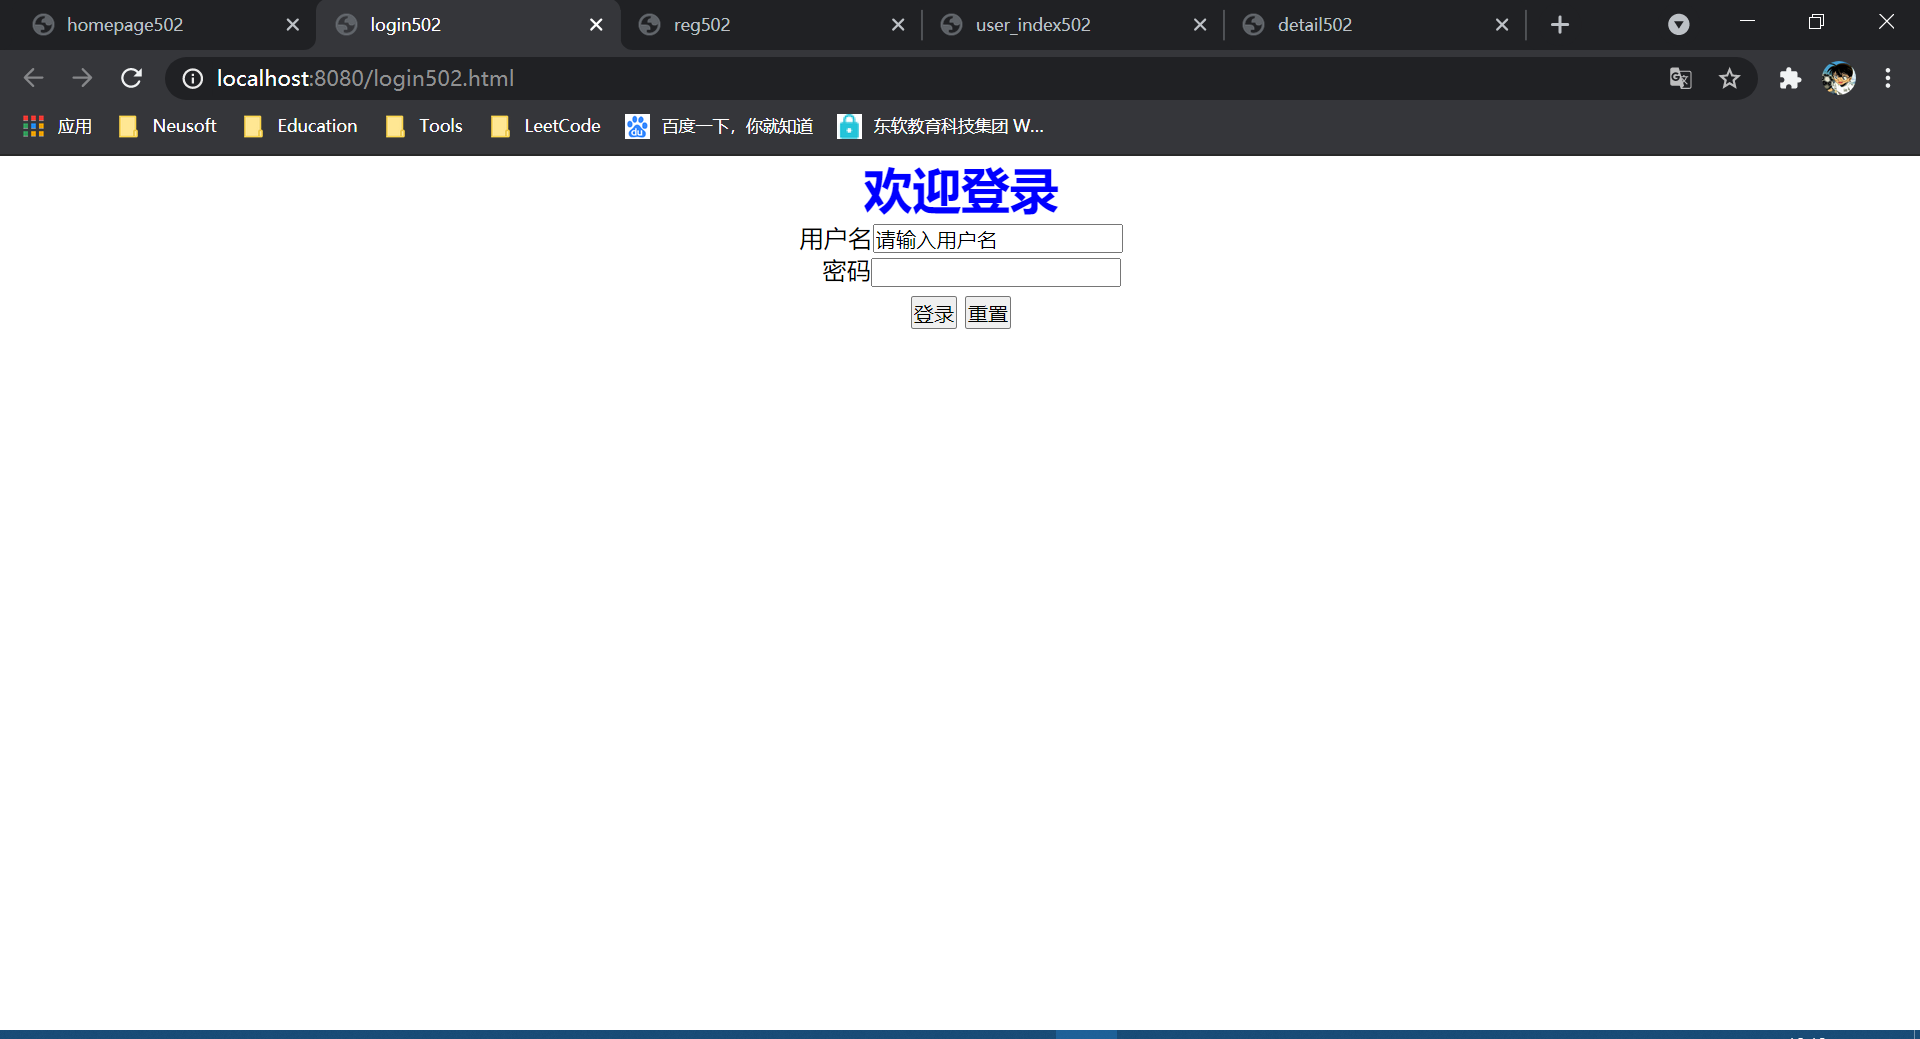 homepage502
login502
reg502
user_index502
detail502
localhost:8080/login502.html
应用
Neusoft
Education
Tools
LeetCode
du
百度一下，你就知道
东软教育科技集团 W...
欢迎登录
用户名 请输入用户名
密码
登录 重置